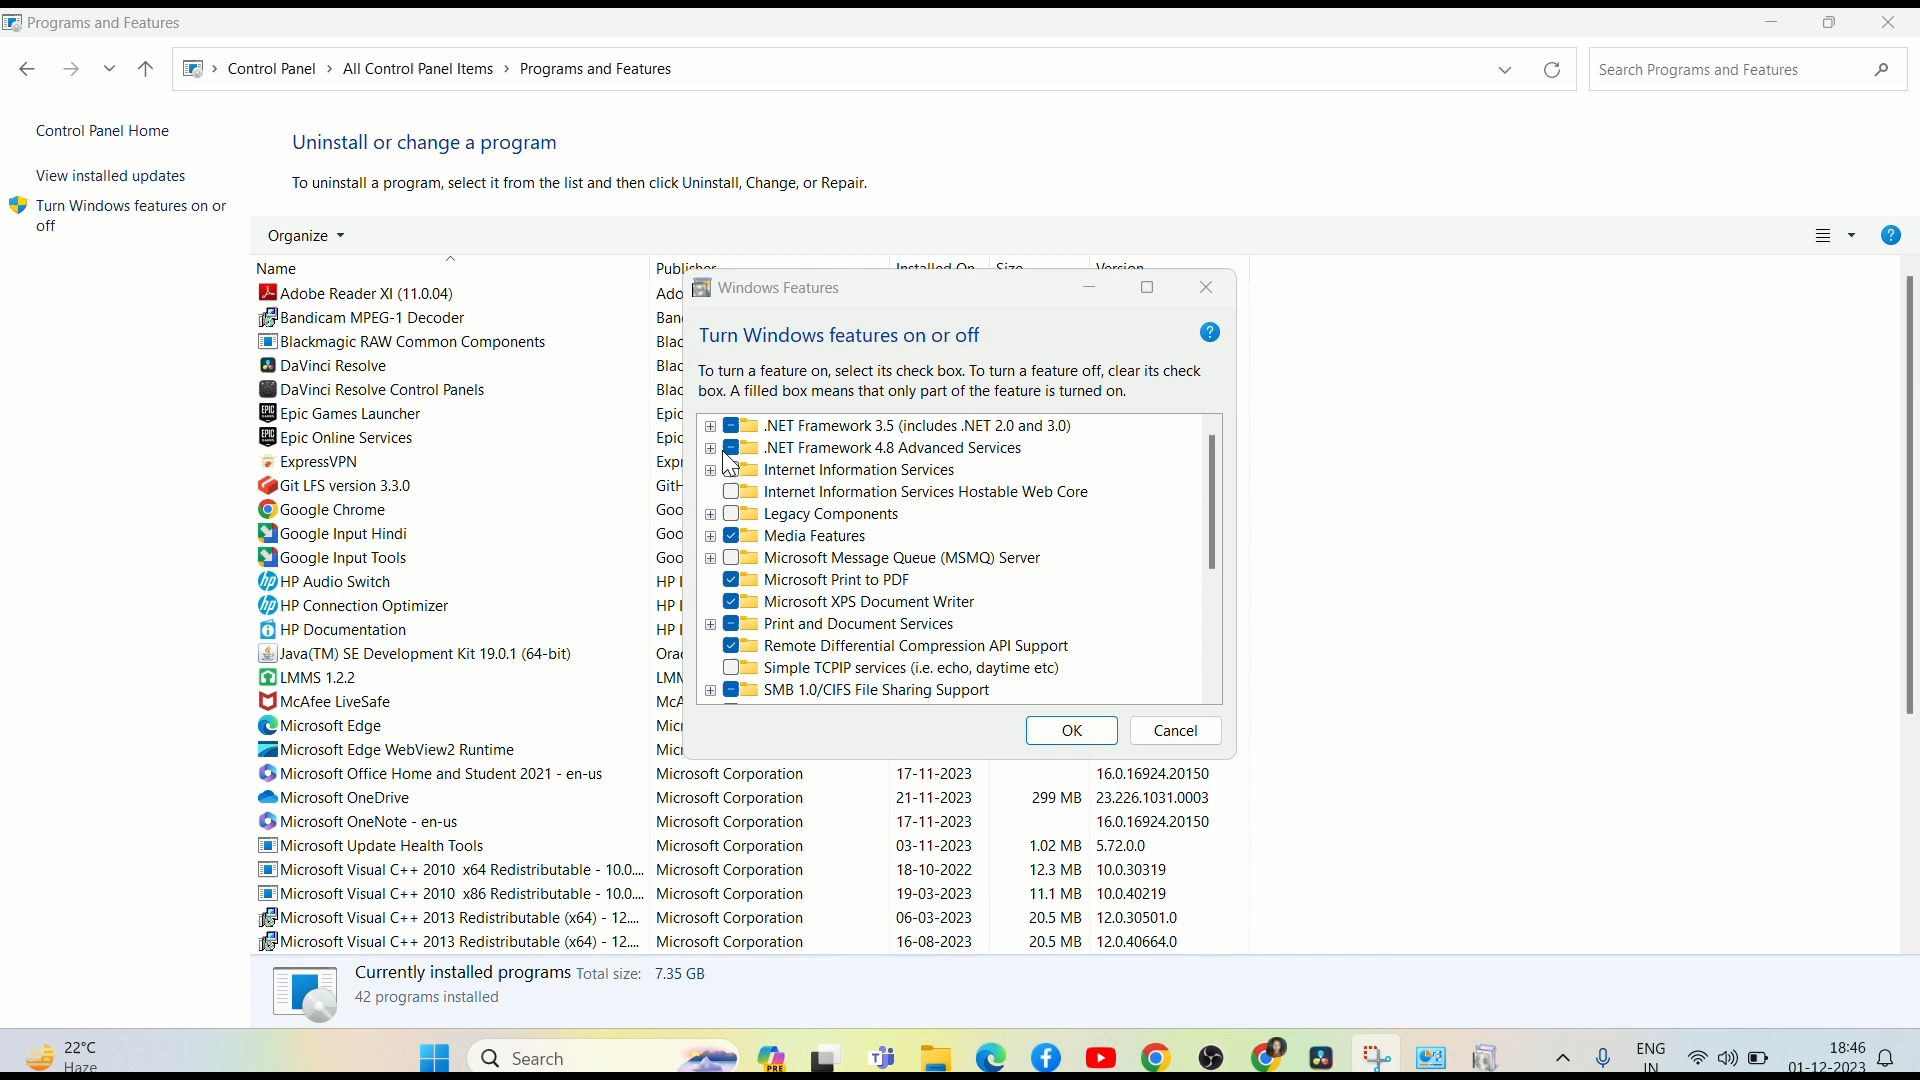 Programs and Features
Control Panel > All Control Panel Items > Programs and Features
Search Programs and Features
Control Panel Home
View installed updates
Turn Windows features on or
off
Uninstall or change a program
To uninstall a program, select it from the list and then click Uninstall, Change, or Repair.
Organize
Name
Adobe Reader XI (11.0.04)
Bandicam MPEG-1 Decoder
Blackmagic RAW Common Components
DaVinci Resolve
DaVinci Resolve Control Panels
Epic Games Launcher
Epic Online Services
ExpressVPN
Git LFS version 3.3.0
Google Chrome
Google Input Hindi
Google Input Tools
HP Audio Switch
HP Connection Optimizer
HP Documentation
Java(TM) SE Development Kit 19.0.1 (64-bit)
LMMS 1.2.2
McAfee LiveSafe
Microsoft Edge
Microsoft Edge WebView2 Runtime
Microsoft Office Home and Student 2021 - en-us Microsoft Corporation 17-11-2023 16.0.16924.20150
Microsoft OneDrive Microsoft Corporation 21-11-2023 299 MB 23.226.1031.0003
Microsoft OneNote - en-us Microsoft Corporation 17-11-2023 16.0.16924.20150
Microsoft Update Health Tools Microsoft Corporation 03-11-2023 1.02 MB 5.72.0.0
Microsoft Visual C++ 2010 x64 Redistributable - 10.0.... Microsoft Corporation 18-10-2022 12.3 MB 10.0.30319
Microsoft Visual C++ 2010 x86 Redistributable - 10.0.... Microsoft Corporation 19-03-2023 11.1 MB 10.0.40219
Microsoft Visual C++ 2013 Redistributable (x64) - 12.... Microsoft Corporation 06-03-2023 20.5 MB 12.0.30501.0
Microsoft Visual C++ 2013 Redistributable (x64) - 12.... Microsoft Corporation 16-08-2023 20.5 MB 12.0.40664.0
Publisher Installed On Size Version
Windows Features
Turn Windows features on or off
To turn a feature on, select its check box. To turn a feature off, clear its check
box. A filled box means that only part of the feature is turned on.
.NET Framework 3.5 (includes .NET 2.0 and 3.0)
.NET Framework 4.8 Advanced Services
Internet Information Services
Internet Information Services Hostable Web Core
Legacy Components
Media Features
Microsoft Message Queue (MSMQ) Server
Microsoft Print to PDF
Microsoft XPS Document Writer
Print and Document Services
Remote Differential Compression API Support
Simple TCPIP services (i.e. echo, daytime etc)
SMB 1.0/CIFS File Sharing Support
OK Cancel
Currently installed programs Total size: 7.35 GB
42 programs installed
22°C
Haze
Search
PRE
ENG
IN
18:46
01-12-2023